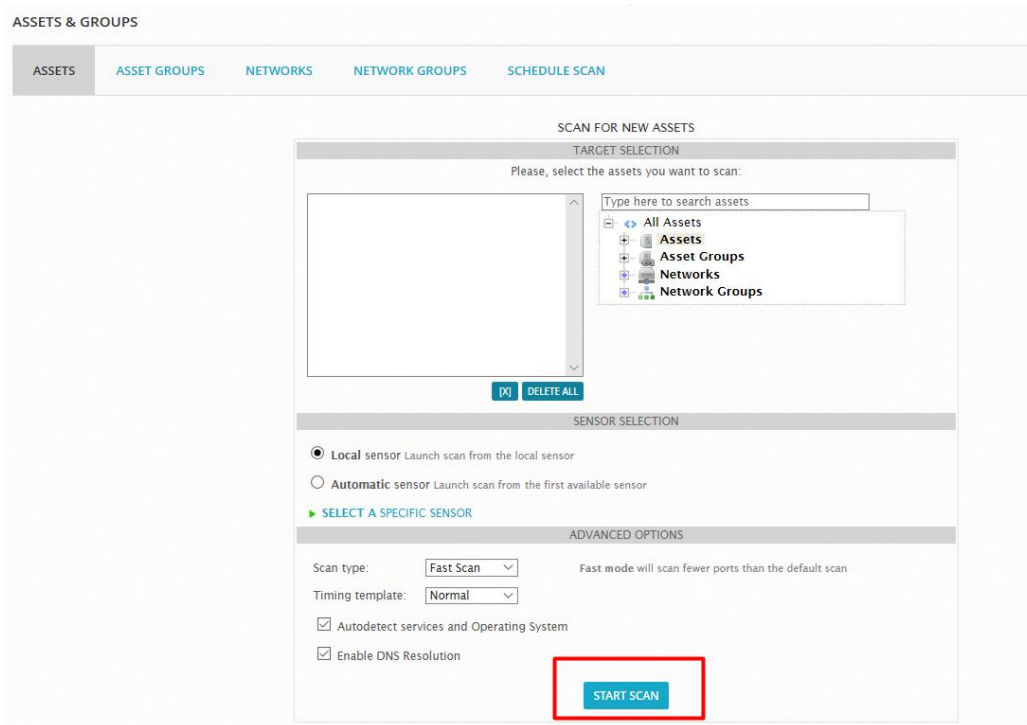 ASSETS & GROUPS
ASSETS
ASSET GROUPS
NETWORKS
NETWORK GROUPS
SCHEDULE SCAN
SCAN FOR NEW ASSETS
TARGET SELECTION
Please, select the assets you want to scan:
Type here to search assets
All Assets
Assets
Asset Groups
Networks
Network Groups
[X]
DELETE ALL
SENSOR SELECTION
Local sensor Launch scan from the local sensor
Automatic sensor Launch scan from the first available sensor
SELECT A SPECIFIC SENSOR
ADVANCED OPTIONS
Scan type: Fast Scan Fast mode will scan fewer ports than the default scan
Timing template: Normal
Autodetect services and Operating System
Enable DNS Resolution
START SCAN